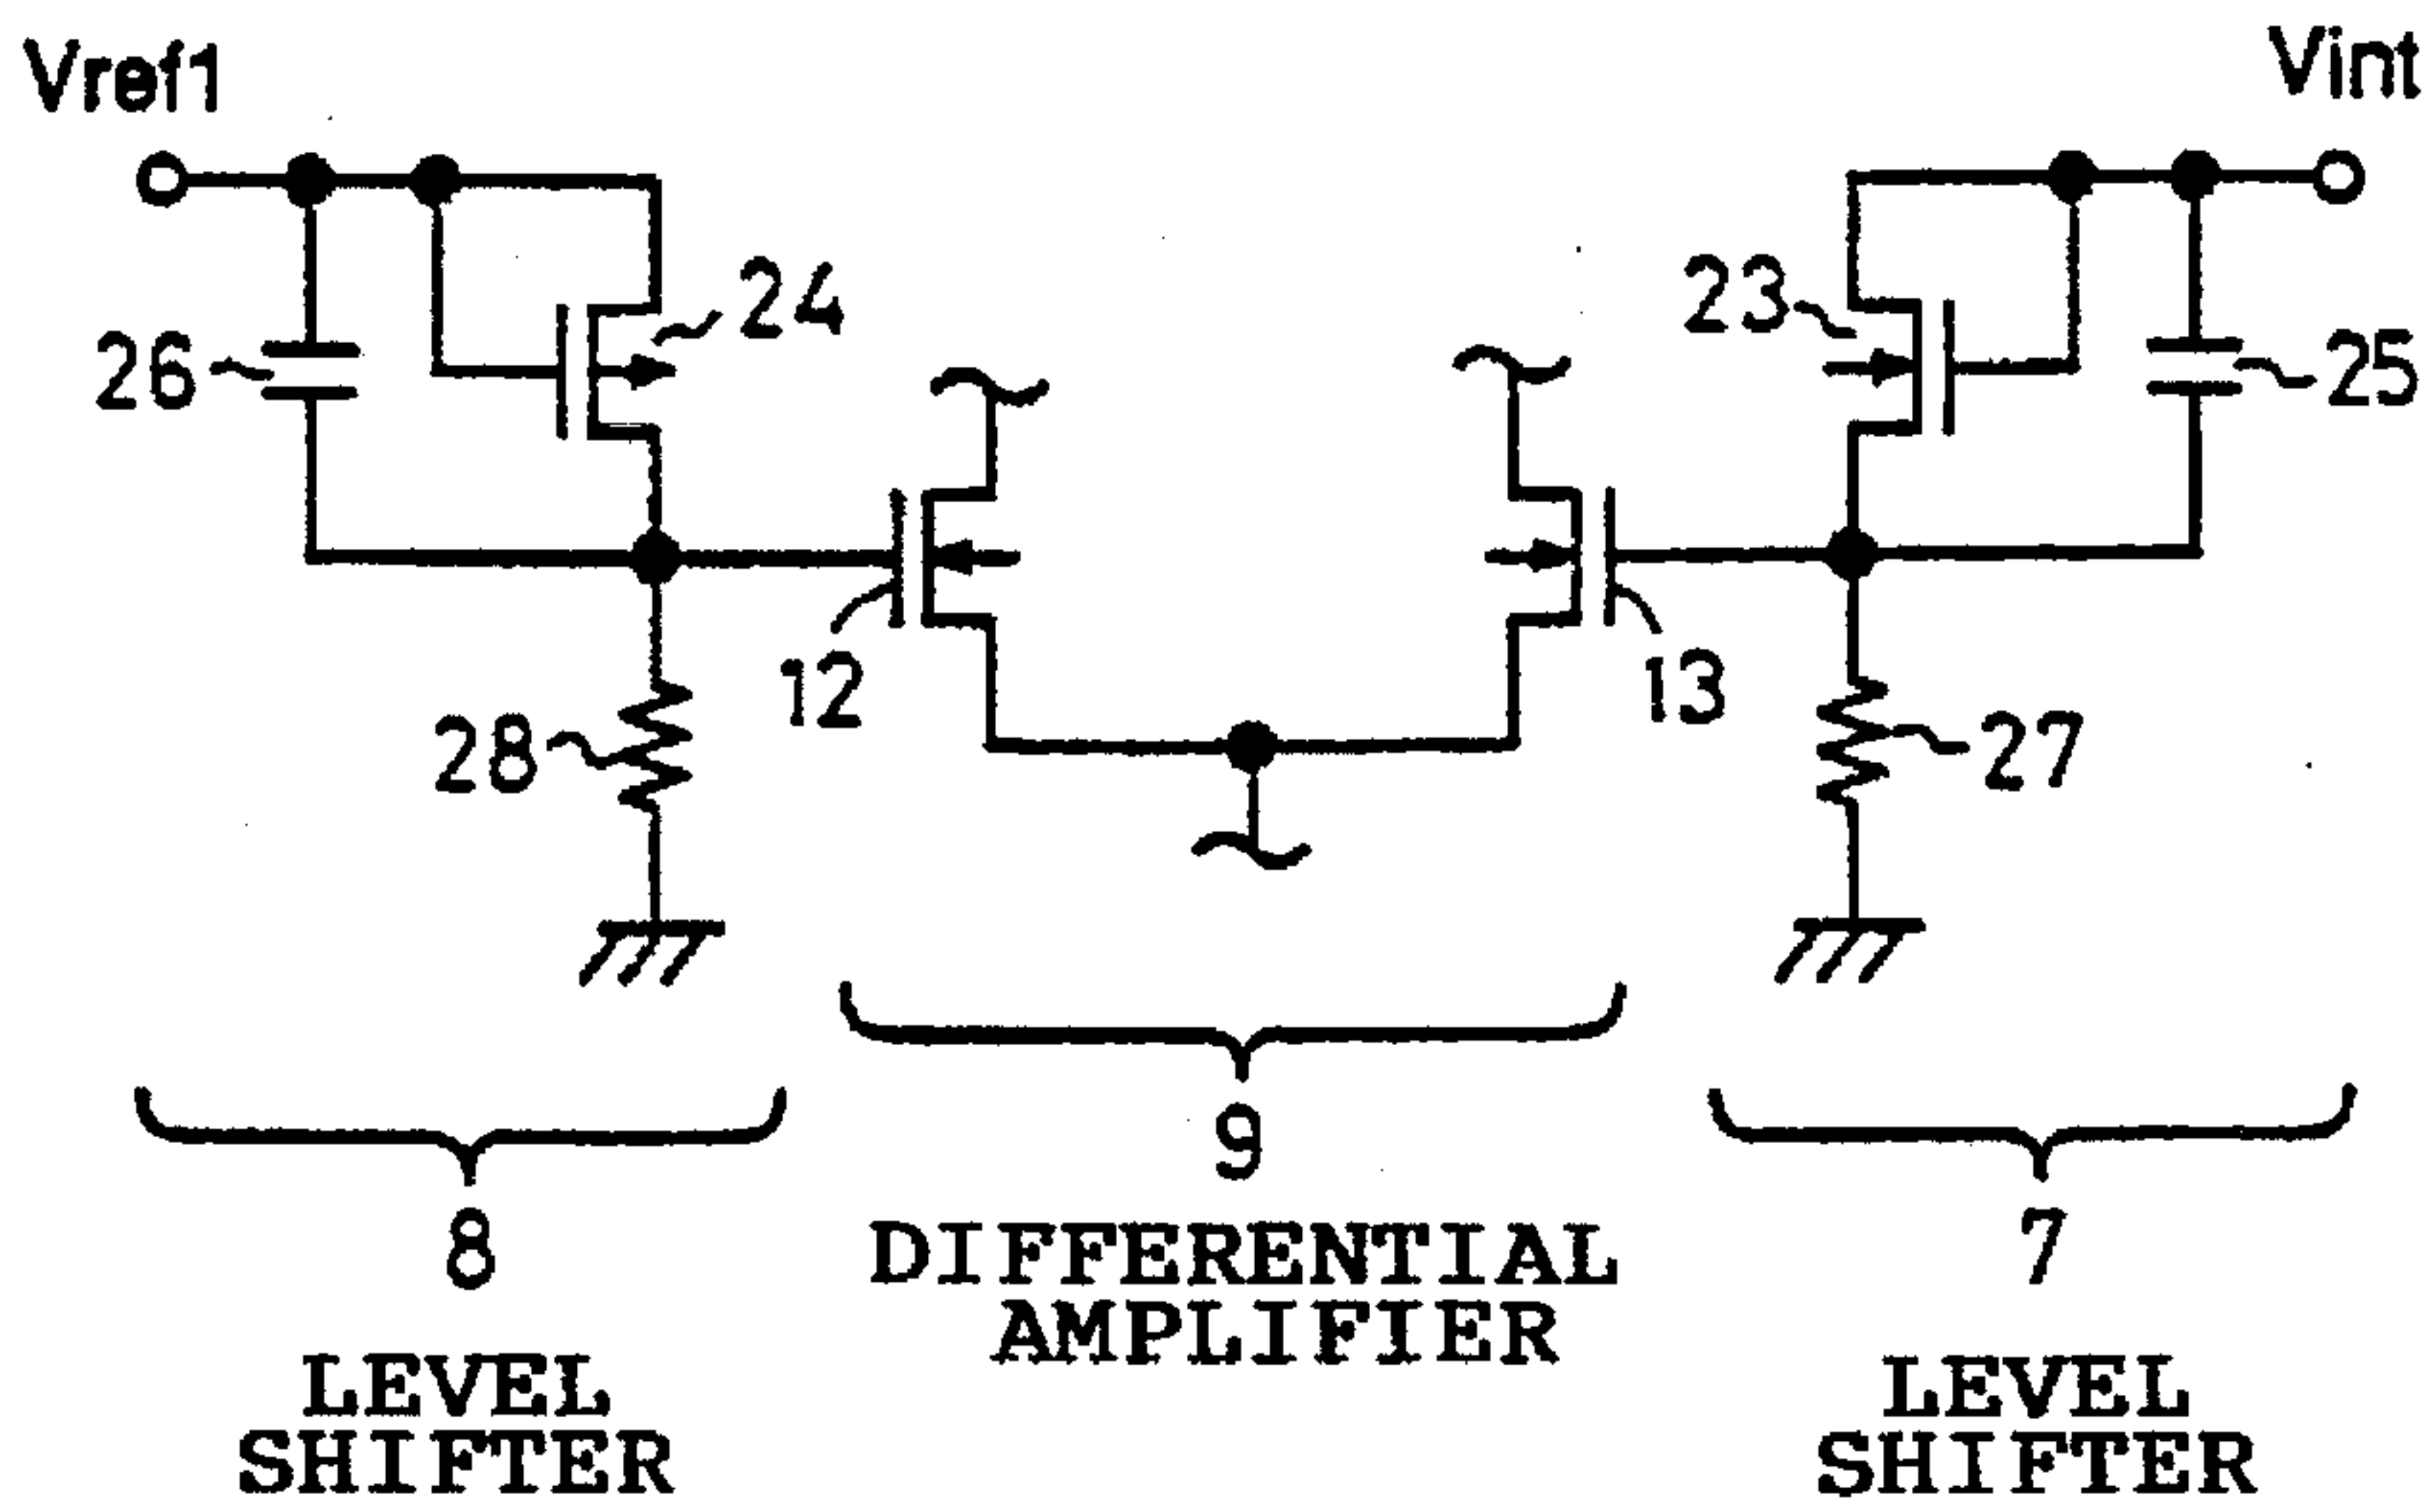 Vref1
Vint
24
23
26
25
12
13
28
27
9
DIFFERENTIAL
AMPLIFIER
8
LEVEL
SHIFTER
7
LEVEL
SHIFTER